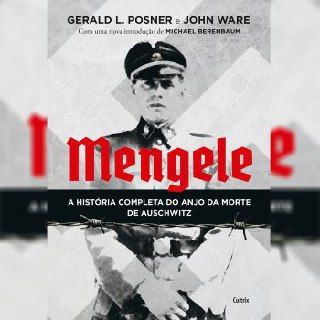 GERALD L. POSNER e JOHN WARE
Com uma nova introdução de MICHAEL BERENBAUM
Mengele
A HISTÓRIA COMPLETA DO ANJO DA MORTE
DE AUSCHWITZ
Cultrix